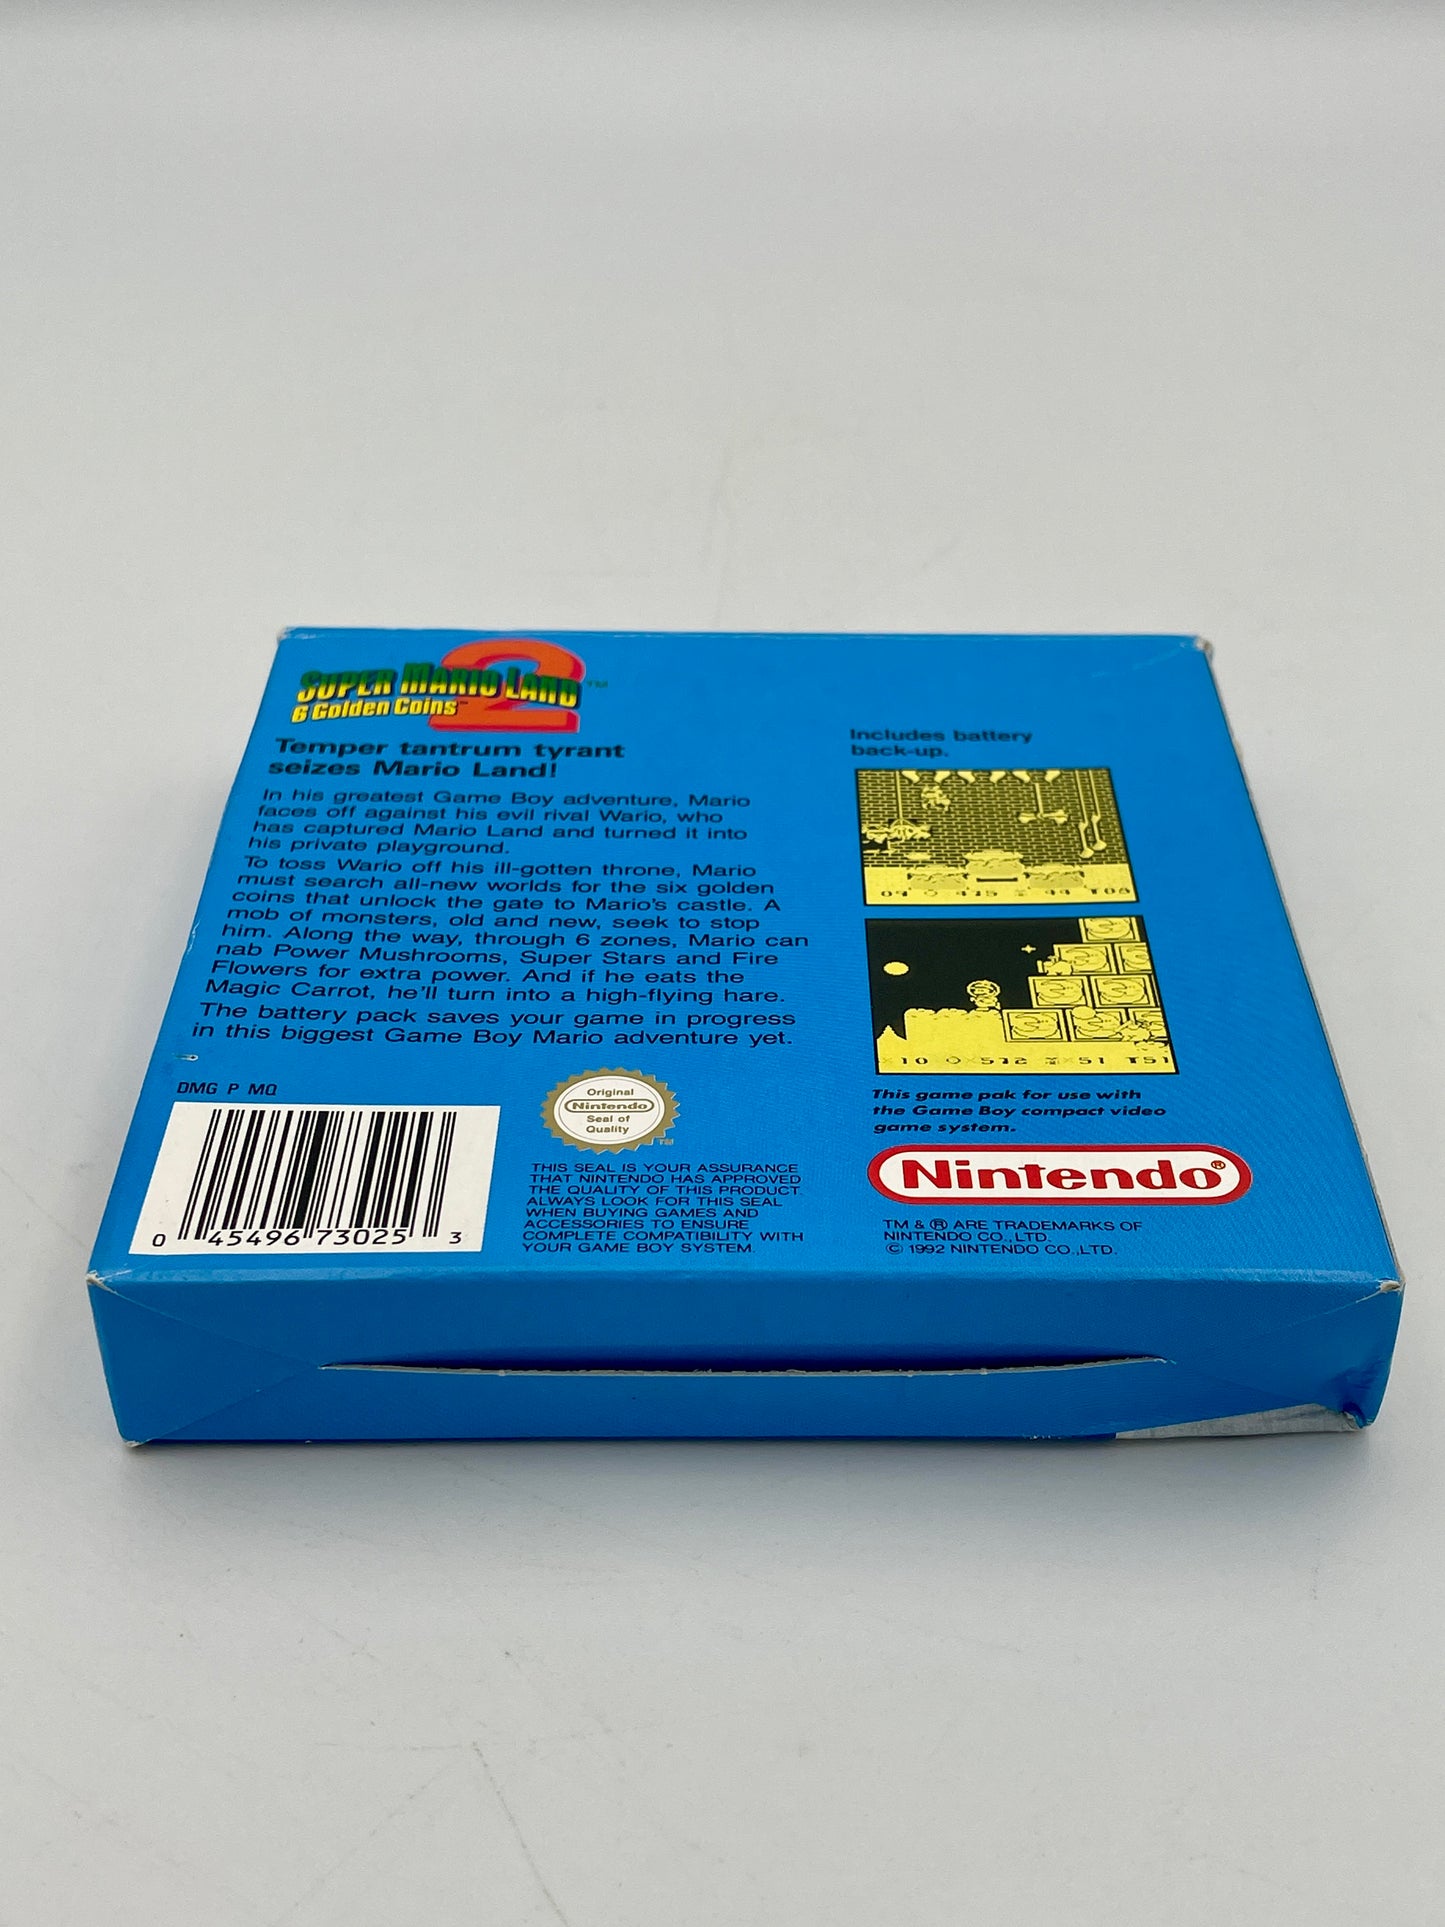 SUPER MARIO LAND 2™
6 Golden Coins™
Temper tantrum tyrant
seizes Mario Land!
In his greatest Game Boy adventure, Mario
faces off against his evil rival Wario, who
has captured Mario Land and turned it into
his private playground.
To toss Wario off his ill-gotten throne, Mario
must search all-new worlds for the six golden
coins that unlock the gate to Mario's castle. A
mob of monsters, old and new, seek to stop
him. Along the way, through 6 zones, Mario can
nab Power Mushrooms, Super Stars and Fire
Flowers for extra power. And if he eats the
Magic Carrot, he'll turn into a high-flying hare.
The battery pack saves your game in progress
in this biggest Game Boy Mario adventure yet.
DMG P MQ
0 45496 73025 3
Original
Nintendo
Seal of
Quality
™
THIS SEAL IS YOUR ASSURANCE
THAT NINTENDO HAS APPROVED
THE QUALITY OF THIS PRODUCT.
ALWAYS LOOK FOR THIS SEAL
WHEN BUYING GAMES AND
ACCESSORIES TO ENSURE
COMPLETE COMPATIBILITY WITH
YOUR GAME BOY SYSTEM.
Includes battery
back-up.
×10 ×512 ×51 T51
This game pak for use with
the Game Boy compact video
game system.
Nintendo®
TM & ® ARE TRADEMARKS OF
NINTENDO CO.,LTD.
© 1992 NINTENDO CO.,LTD.